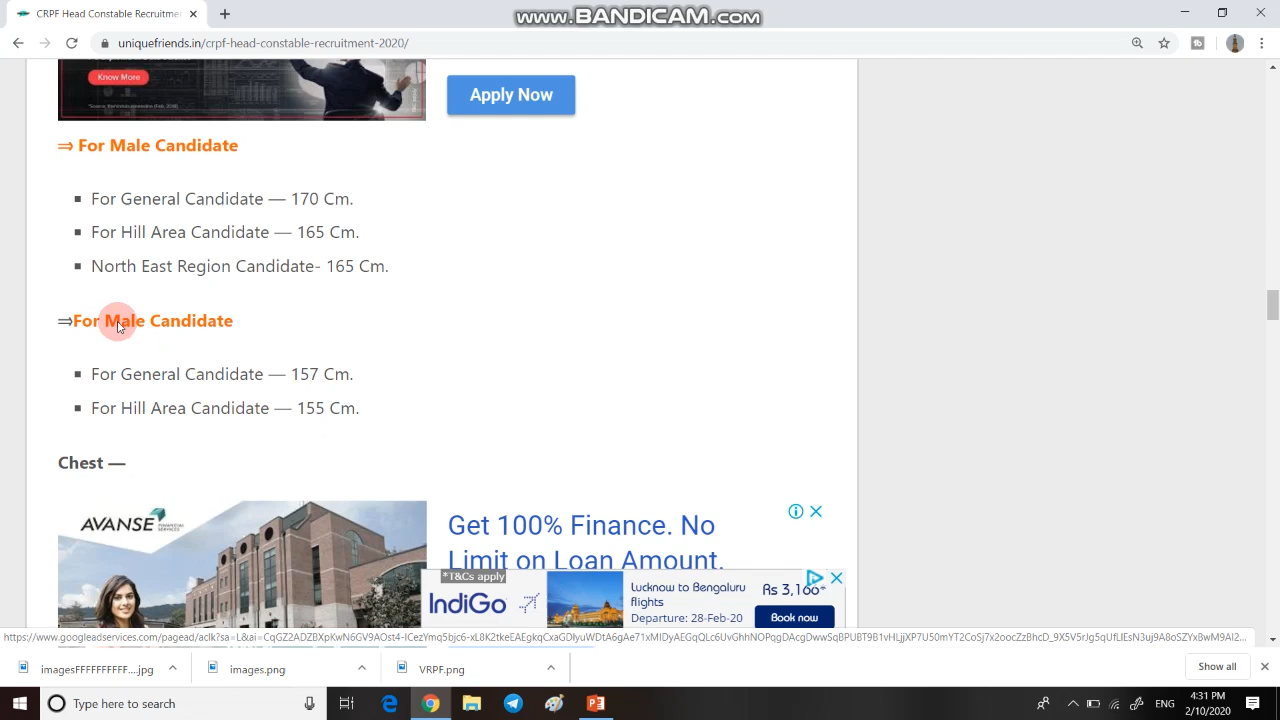 www.BANDICAM.com
CRPF Head Constable Recruitmen
uniquefriends.in/crpf-head-constable-recruitment-2020/
Know More
Apply Now
⇒ For Male Candidate
▪ For General Candidate — 170 Cm.
▪ For Hill Area Candidate — 165 Cm.
▪ North East Region Candidate- 165 Cm.
⇒For Male Candidate
▪ For General Candidate — 157 Cm.
▪ For Hill Area Candidate — 155 Cm.
Chest —
AVANSE FINANCIAL SERVICES
Get 100% Finance. No
Limit on Loan Amount.
*T&Cs apply
IndiGo
Lucknow to Bengaluru
flights
Departure: 28-Feb-20
Rs 3,160*
Book now
imagesFFFFFFFFFF....jpg
images.png
VRPF.png
Show all
Type here to search
ENG
4:31 PM
2/10/2020